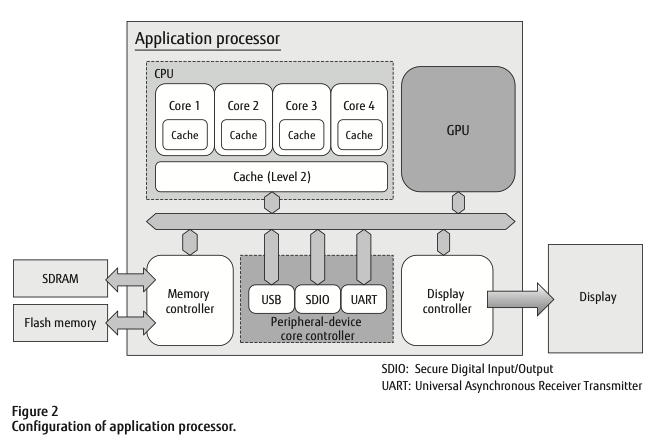 Application processor
CPU
Core 1 Core 2 Core 3 Core 4
Cache Cache Cache Cache
Cache (Level 2)
GPU
SDRAM
Flash memory
Memory
controller
USB SDIO UART
Peripheral-device
core controller
Display
controller
Display
SDIO: Secure Digital Input/Output
UART: Universal Asynchronous Receiver Transmitter
Figure 2
Configuration of application processor.